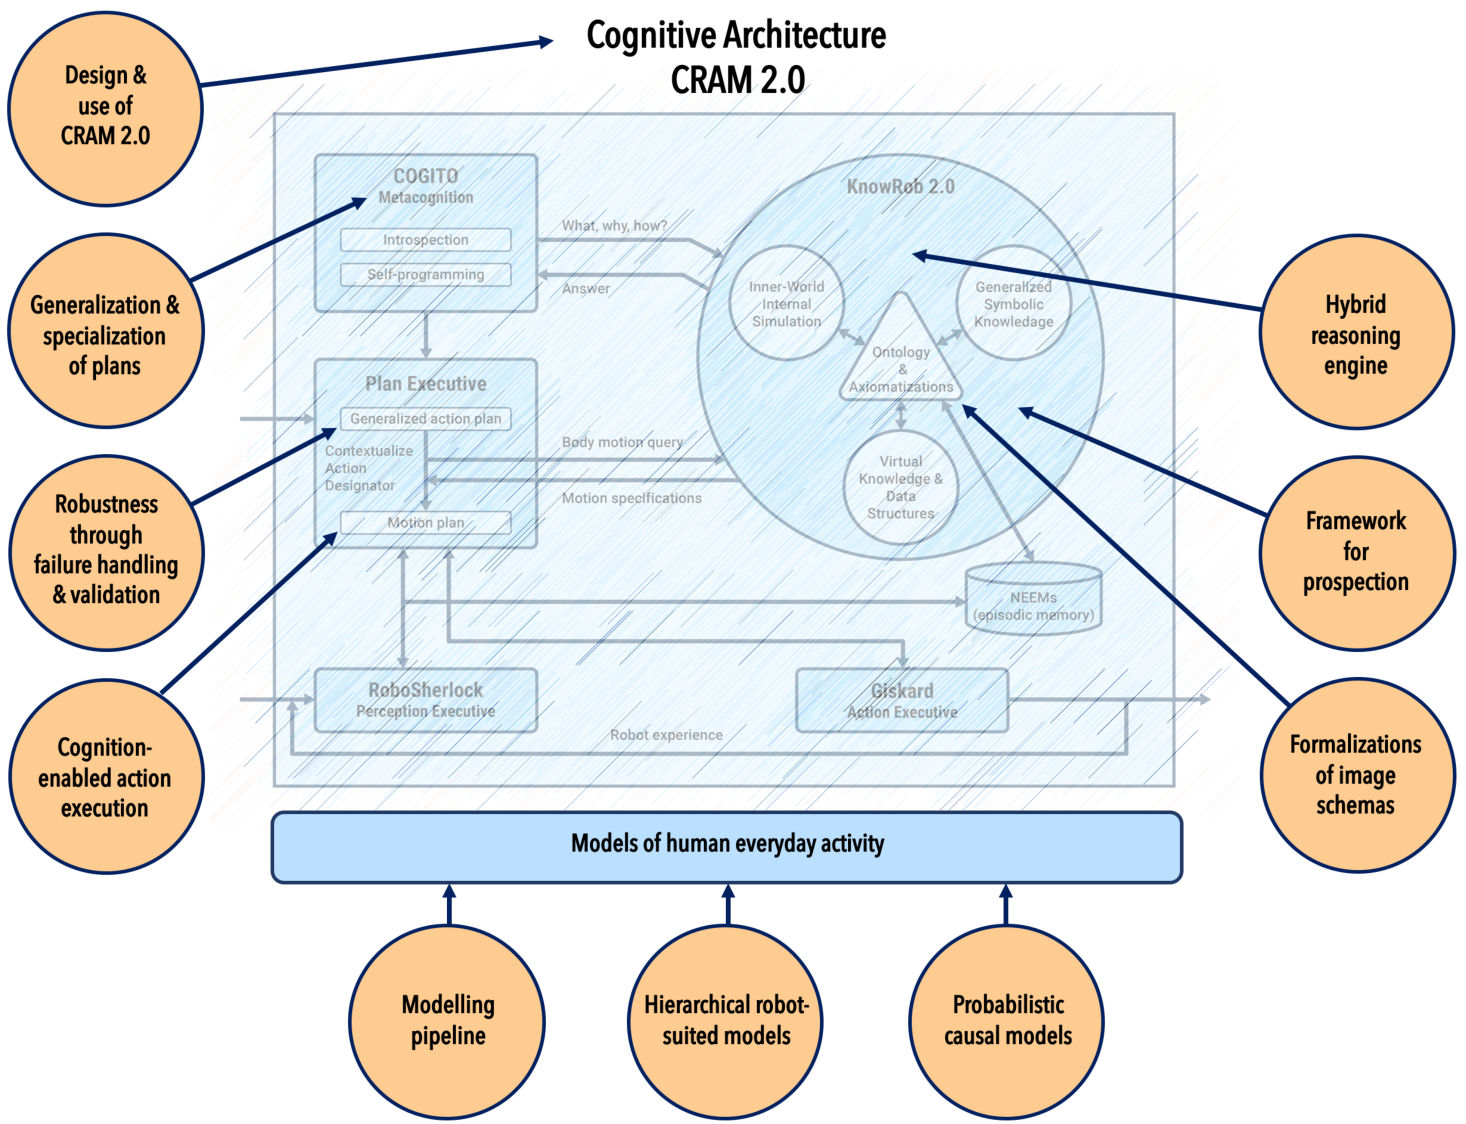 Cognitive Architecture
CRAM 2.0
Design &
use of
CRAM 2.0
Generalization &
specialization
of plans
Robustness
through
failure handling
& validation
Cognition-
enabled action
execution
COGITO
Metacognition
Introspection
Self-programming
What, why, how?
Answer
Plan Executive
Generalized action plan
Contextualize
Action
Designator
Motion plan
Body motion query
Motion specifications
KnowRob 2.0
Inner-World
Internal
Simulation
Generalized
Symbolic
Knowledage
Ontology
&
Axiomatizations
Virtual
Knowledge &
Data
Structures
NEEMs
(episodic memory)
RoboSherlock
Perception Executive
Giskard
Action Executive
Robot experience
Hybrid
reasoning
engine
Framework
for
prospection
Formalizations
of image
schemas
Models of human everyday activity
Modelling
pipeline
Hierarchical robot-
suited models
Probabilistic
causal models